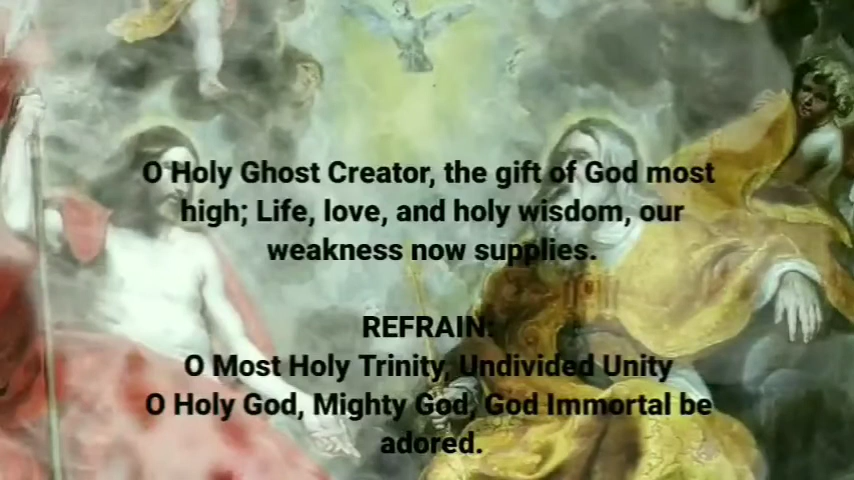 O Holy Ghost Creator, the gift of God most
high; Life, love, and holy wisdom, our
weakness now supplies.
REFRAIN:
O Most Holy Trinity, Undivided Unity
O Holy God, Mighty God, God Immortal be
adored.